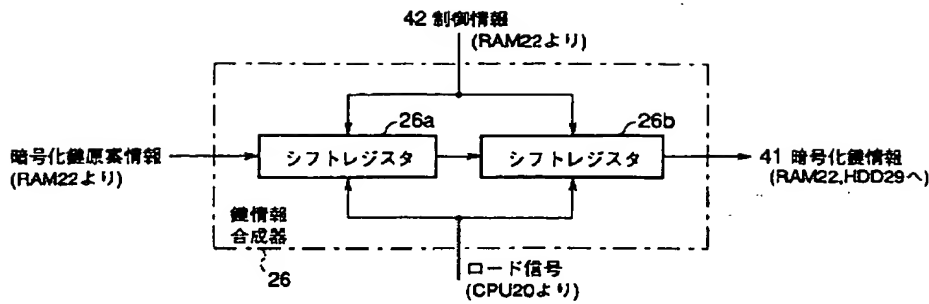 42 制御情報
(RAM22より)
26a
26b
暗号化鍵原案情報
(RAM22より)
シフトレジスタ
シフトレジスタ
41 暗号化鍵情報
(RAM22,HDD29へ)
鍵情報
合成器
26
ロード信号
(CPU20より)